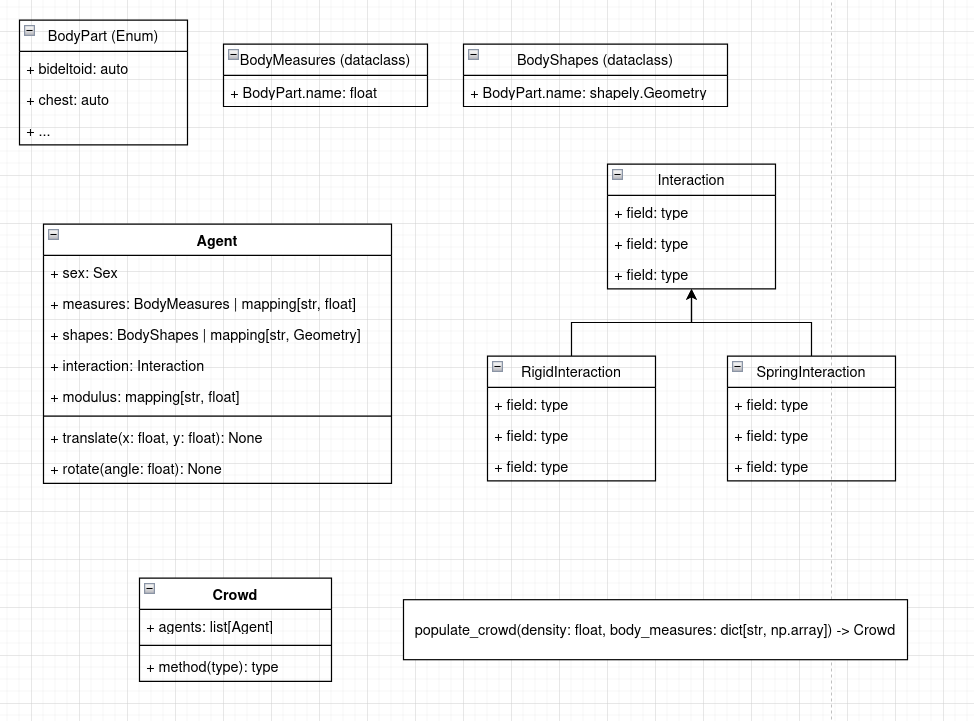 BodyPart (Enum)
+ bideltoid: auto
+ chest: auto
+ ...
BodyMeasures (dataclass)
+ BodyPart.name: float
BodyShapes (dataclass)
+ BodyPart.name: shapely.Geometry
Interaction
+ field: type
+ field: type
+ field: type
Agent
+ sex: Sex
+ measures: BodyMeasures | mapping[str, float]
+ shapes: BodyShapes | mapping[str, Geometry]
+ interaction: Interaction
+ modulus: mapping[str, float]
+ translate(x: float, y: float): None
+ rotate(angle: float): None
RigidInteraction
+ field: type
+ field: type
+ field: type
SpringInteraction
+ field: type
+ field: type
+ field: type
Crowd
+ agents: list[Agent]
+ method(type): type
populate_crowd(density: float, body_measures: dict[str, np.array]) -> Crowd